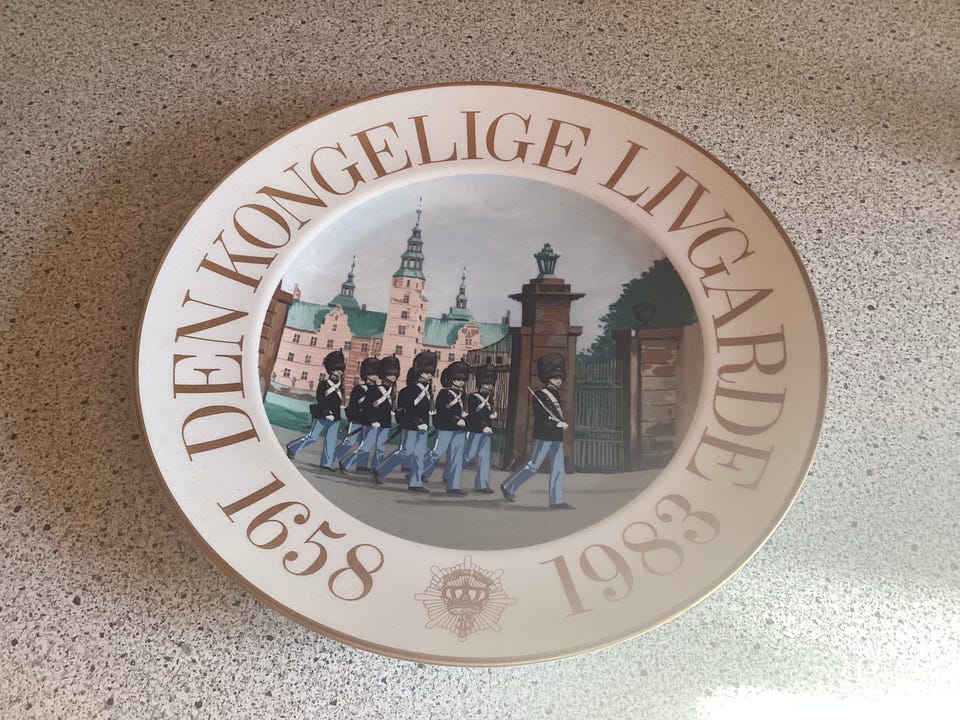 DEN KONGELIGE LIVGARDE
1658 1983